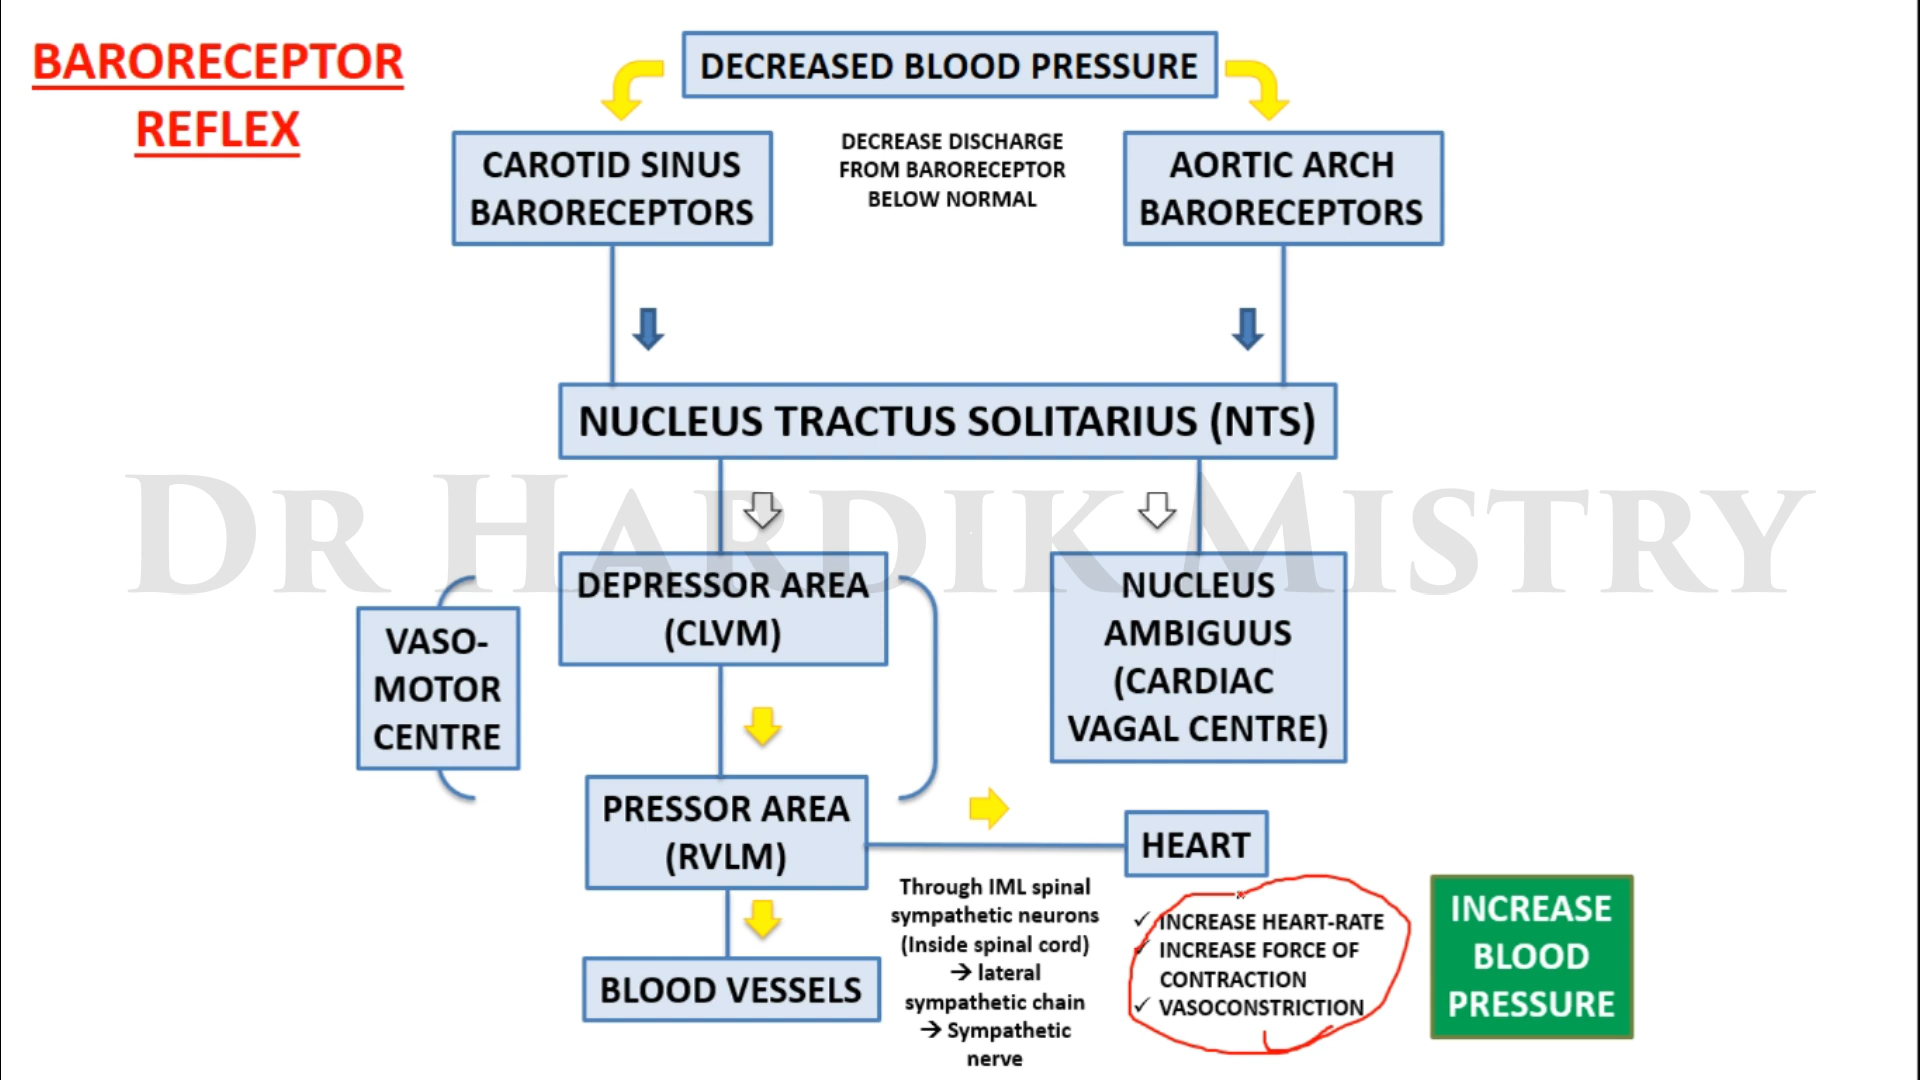 BARORECEPTOR
REFLEX
DECREASED BLOOD PRESSURE
CAROTID SINUS
BARORECEPTORS
DECREASE DISCHARGE
FROM BARORECEPTOR
BELOW NORMAL
AORTIC ARCH
BARORECEPTORS
NUCLEUS TRACTUS SOLITARIUS (NTS)
DR HARDIK MISTRY
DEPRESSOR AREA
(CLVM)
NUCLEUS
AMBIGUUS
(CARDIAC
VAGAL CENTRE)
VASO-
MOTOR
CENTRE
PRESSOR AREA
(RVLM)
HEART
BLOOD VESSELS
Through IML spinal
sympathetic neurons
(Inside spinal cord)
→ lateral
sympathetic chain
→ Sympathetic
nerve
✓ INCREASE HEART-RATE
✓ INCREASE FORCE OF
CONTRACTION
✓ VASOCONSTRICTION
INCREASE
BLOOD
PRESSURE